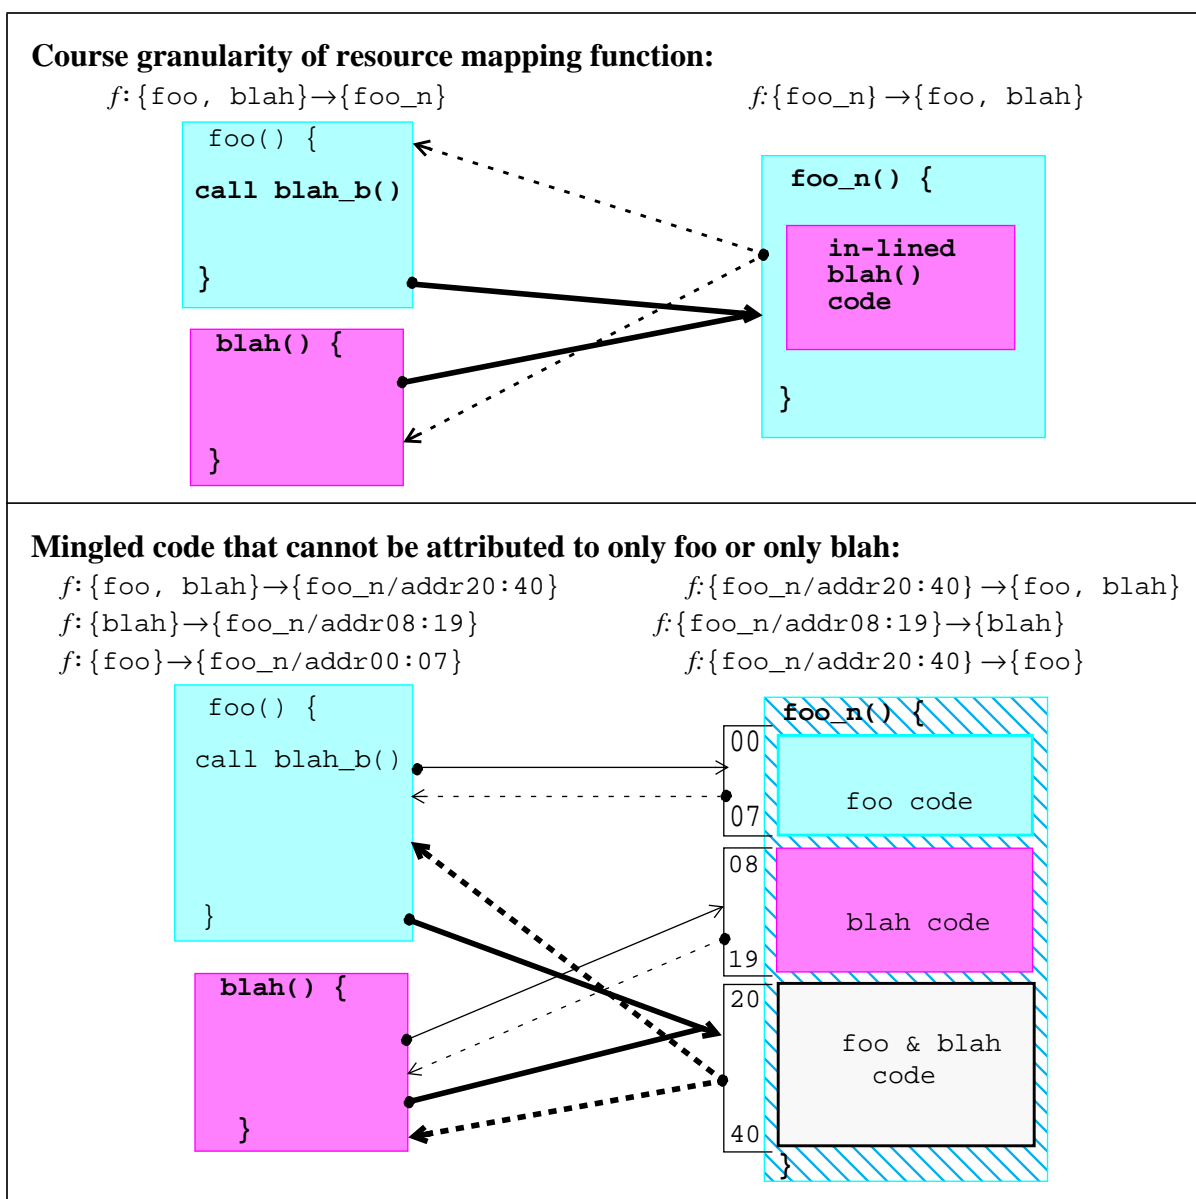 Course granularity of resource mapping function:
f: {foo, blah}→{foo_n}
f:{foo_n}→{foo, blah}
foo() {
call blah_b()
}
blah() {
}
foo_n() {
in-lined
blah()
code
}
Mingled code that cannot be attributed to only foo or only blah:
f: {foo, blah}→{foo_n/addr20:40}
f:{foo_n/addr20:40}→{foo, blah}
f: {blah}→{foo_n/addr08:19}
f:{foo_n/addr08:19}→{blah}
f: {foo}→{foo_n/addr00:07}
f:{foo_n/addr20:40}→{foo}
foo() {
call blah_b()
}
blah() {
}
foo_n() {
00
foo code
07
08
blah code
19
20
foo & blah
code
40
}